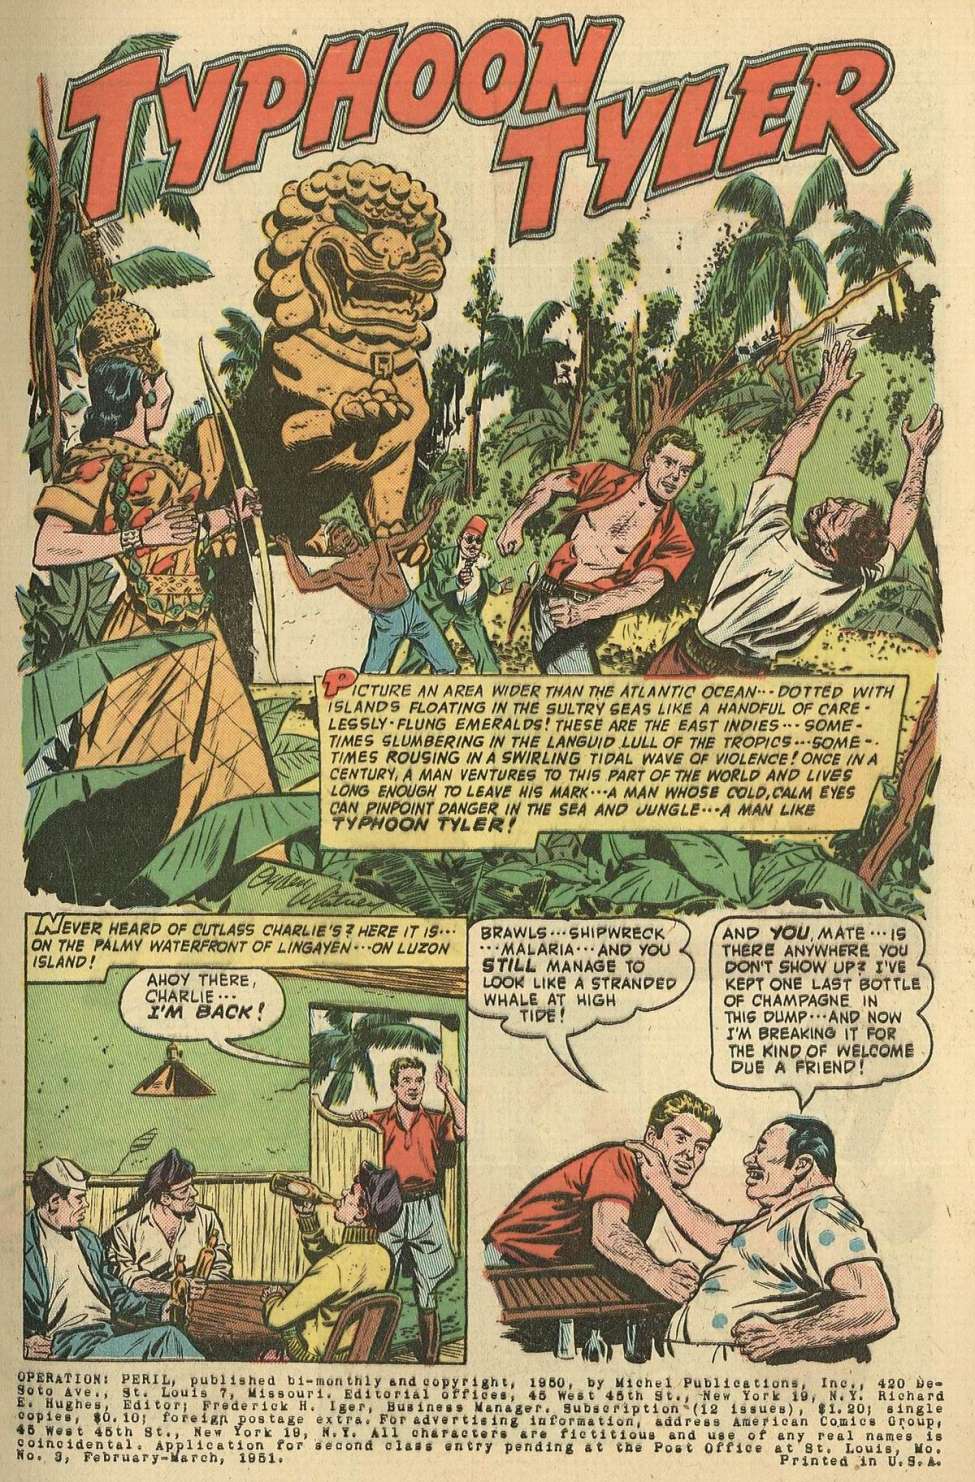 TYPHOON
TYLER
PICTURE AN AREA WIDER THAN THE ATLANTIC OCEAN... DOTTED WITH
ISLANDS FLOATING IN THE SULTRY SEAS LIKE A HANDFUL OF CARE-
LESSLY-FLUNG EMERALDS! THESE ARE THE EAST INDIES... SOME-
TIMES SLUMBERING IN THE LANGUID LULL OF THE TROPICS...SOME-
TIMES ROUSING IN A SWIRLING TIDAL WAVE OF VIOLENCE! ONCE IN A
CENTURY, A MAN VENTURES TO THIS PART OF THE WORLD AND LIVES
LONG ENOUGH TO LEAVE HIS MARK...A MAN WHOSE COLD, CALM EYES
CAN PINPOINT DANGER IN THE SEA AND JUNGLE...A MAN LIKE
TYPHOON TYLER!
Ogden
Whitney
NEVER HEARD OF CUTLASS CHARLIE'S? HERE IT IS...
ON THE PALMY WATERFRONT OF LINGAYEN...ON LUZON
ISLAND!
AHOY THERE,
CHARLIE...
I'M BACK!
BRAWLS...SHIPWRECK
...MALARIA...AND YOU
STILL MANAGE TO
LOOK LIKE A STRANDED
WHALE AT HIGH
TIDE!
AND YOU, MATE...IS
THERE ANYWHERE YOU
DON'T SHOW UP? I'VE
KEPT ONE LAST BOTTLE
OF CHAMPAGNE IN
THIS DUMP...AND NOW
I'M BREAKING IT FOR
THE KIND OF WELCOME
DUE A FRIEND!
OPERATION: PERIL, published bi-monthly and copyright, 1950, by Michel Publications, Inc., 420 De-
Soto Ave., St. Louis 7, Missouri. Editorial offices, 45 West 45th St., New York 19, N.Y. Richard
E. Hughes, Editor; Frederick H. Iger, Business Manager. Subscription (12 issues), $1.20; single
copies, $0.10; foreign postage extra. For advertising information, address American Comics Group,
45 West 45th St., New York 19, N.Y. All characters are fictitious and use of any real names is
coincidental. Application for second class entry pending at the Post Office at St. Louis, Mo.
No. 3, February-March, 1951. Printed in U.S.A.